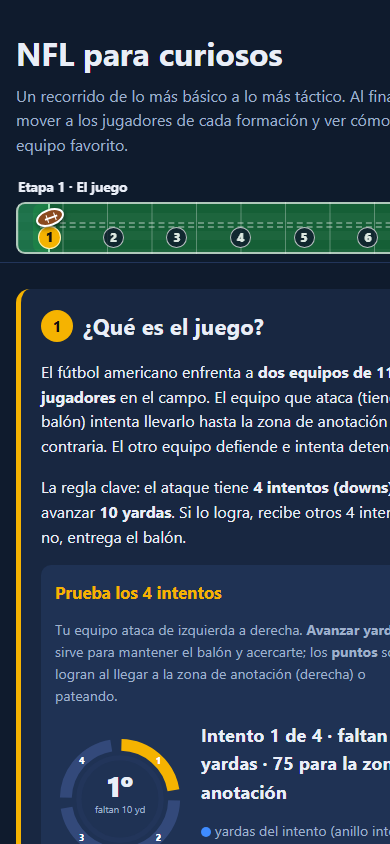 NFL para curiosos
Un recorrido de lo más básico a lo más táctico. Al
mover a los jugadores de cada formación y ver cómo
equipo favorito.
Etapa 1 · El juego
1 2 3 4 5 6
1 ¿Qué es el juego?
El fútbol americano enfrenta a dos equipos de 11
jugadores en el campo. El equipo que ataca
balón) intenta llevarlo hasta la zona de anotación
contraria. El otro equipo defiende e intenta
La regla clave: el ataque tiene 4 intentos (downs)
avanzar 10 yardas. Si lo logra, recibe otros 4
no, entrega el balón.
Prueba los 4 intentos
Tu equipo ataca de izquierda a derecha. Avanzar
sirve para mantener el balón y acercarte; los puntos
logran al llegar a la zona de anotación (derecha) o
pateando.
Intento 1 de 4 · faltan
yardas · 75 para la
anotación
4 1
1º
faltan 10 yd
3 2
yardas del intento (anillo